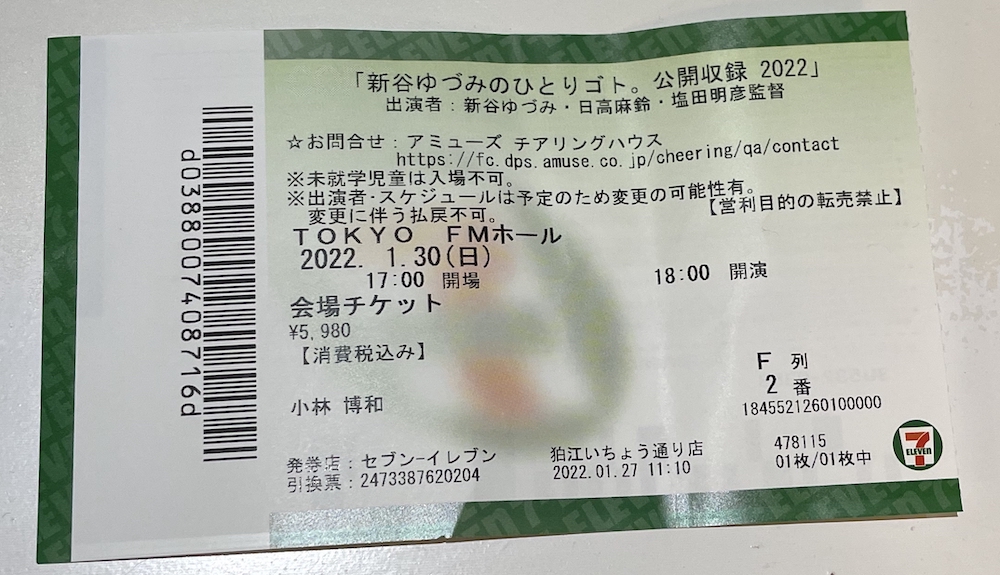 「新谷ゆづみのひとりゴト。公開収録 2022」
出演者：新谷ゆづみ・日高麻鈴・塩田明彦監督
☆お問合せ：アミューズ チアリングハウス
https://fc.dps.amuse.co.jp/cheering/qa/contact
※未就学児童は入場不可。
※出演者・スケジュールは予定のため変更の可能性有。
変更に伴う払戻不可。
【営利目的の転売禁止】
TOKYO FMホール
2022. 1.30(日)
17:00 開場
18:00 開演
会場チケット
¥5,980
【消費税込み】
F 列
2 番
小林 博和
1845521260100000
発券店：セブン-イレブン 狛江いちょう通り店
478115
引換票：2473387620204
2022.01.27 11:10
01枚/01枚中
7 ELEVEN
d0388007408716d